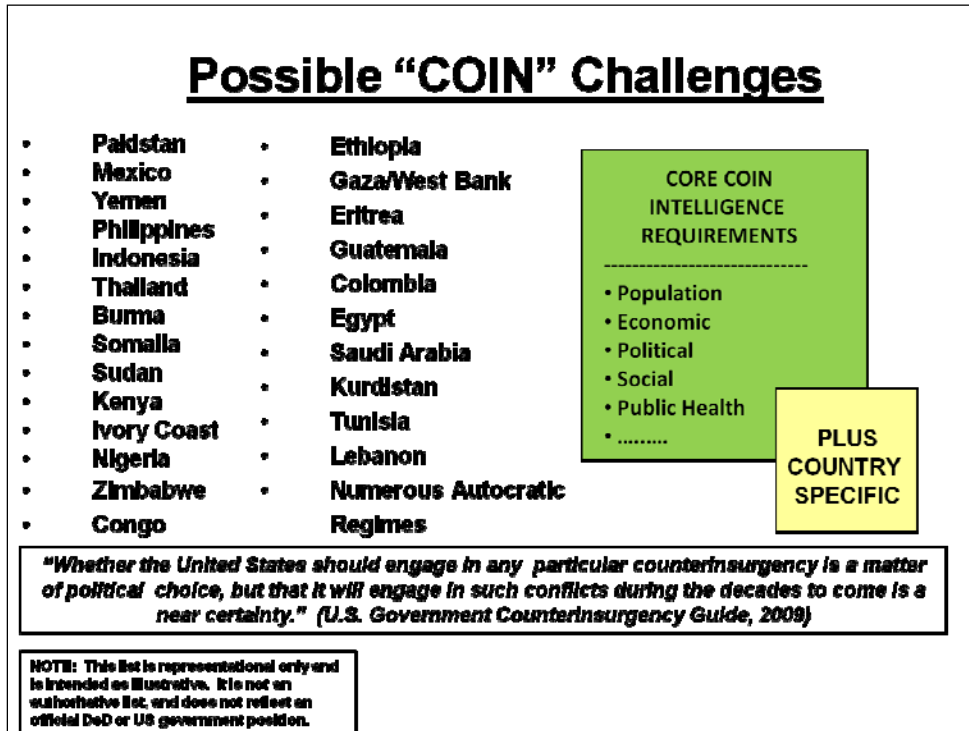 Possible “COIN” Challenges
• Pakistan
• Mexico
• Yemen
• Philippines
• Indonesia
• Thailand
• Burma
• Somalia
• Sudan
• Kenya
• Ivory Coast
• Nigeria
• Zimbabwe
• Congo
• Ethiopia
• Gaza/West Bank
• Eritrea
• Guatemala
• Colombia
• Egypt
• Saudi Arabia
• Kurdistan
• Tunisia
• Lebanon
• Numerous Autocratic
Regimes
CORE COIN
INTELLIGENCE
REQUIREMENTS
-----------------------------
• Population
• Economic
• Political
• Social
• Public Health
• .........
PLUS
COUNTRY
SPECIFIC
“Whether the United States should engage in any particular counterinsurgency is a matter
of political choice, but that it will engage in such conflicts during the decades to come is a
near certainty.” (U.S. Government Counterinsurgency Guide, 2009)
NOTE: This list is representational only and
is intended as illustrative. It is not an
authoritative list, and does not reflect an
official DoD or US government position.